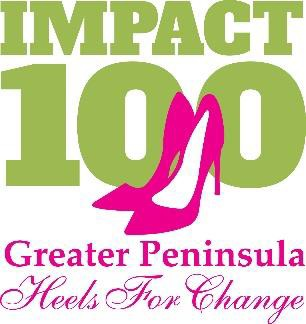 IMPACT
100
Greater Peninsula
Heels For Change